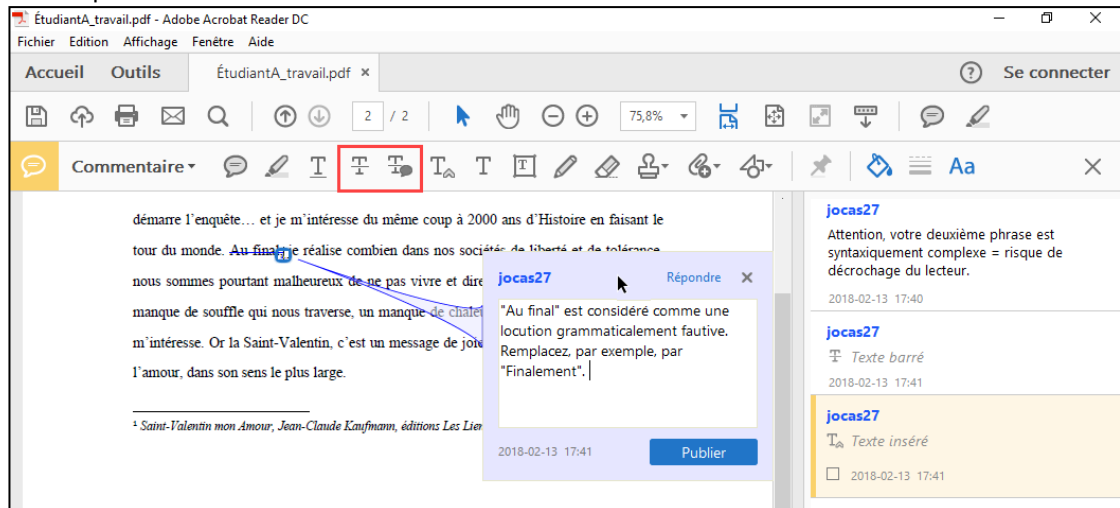 ÉtudiantA_travail.pdf - Adobe Acrobat Reader DC
Fichier Edition Affichage Fenêtre Aide
Accueil Outils ÉtudiantA_travail.pdf × ? Se connecter
2 / 2 75,8%
Commentaire T T T T T T Aa
démarre l’enquête… et je m’intéresse du même coup à 2000 ans d’Histoire en faisant le
tour du monde. Au final, je réalise combien dans nos sociétés de liberté et de tolérance
nous sommes pourtant malheureux de ne pas vivre et dire
manque de souffle qui nous traverse, un manque de
m’intéresse. Or la Saint-Valentin, c’est un message de
l’amour, dans son sens le plus large.
¹ Saint-Valentin mon Amour, Jean-Claude Kaufmann, éditions Les
jocas27 Répondre
"Au final" est considéré comme une
locution grammaticalement fautive.
Remplacez, par exemple, par
"Finalement".
2018-02-13 17:41 Publier
jocas27
Attention, votre deuxième phrase est
syntaxiquement complexe = risque de
décrochage du lecteur.
2018-02-13 17:40
jocas27
Texte barré
2018-02-13 17:41
jocas27
Texte inséré
2018-02-13 17:41